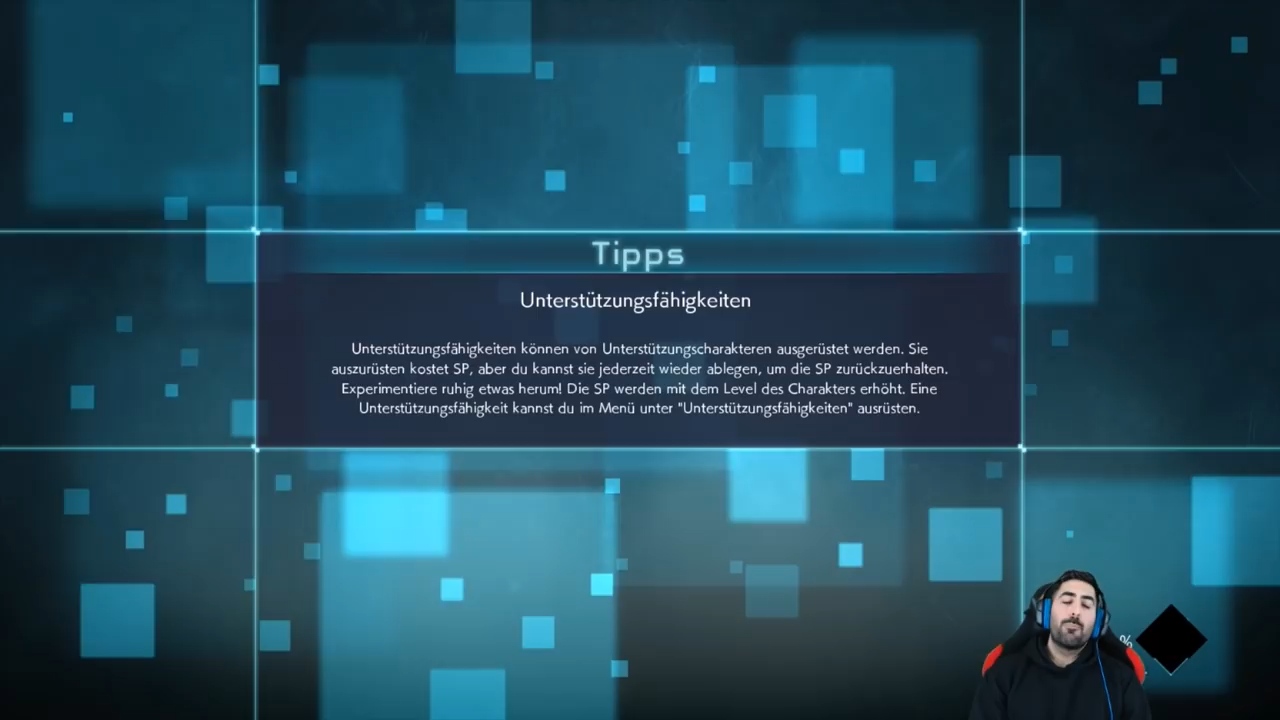 Tipps
Unterstützungsfähigkeiten
Unterstützungsfähigkeiten können von Unterstützungscharakteren ausgerüstet werden. Sie
auszurüsten kostet SP, aber du kannst sie jederzeit wieder ablegen, um die SP zurückzuerhalten.
Experimentiere ruhig etwas herum! Die SP werden mit dem Level des Charakters erhöht. Eine
Unterstützungsfähigkeit kannst du im Menü unter "Unterstützungsfähigkeiten" ausrüsten.
%